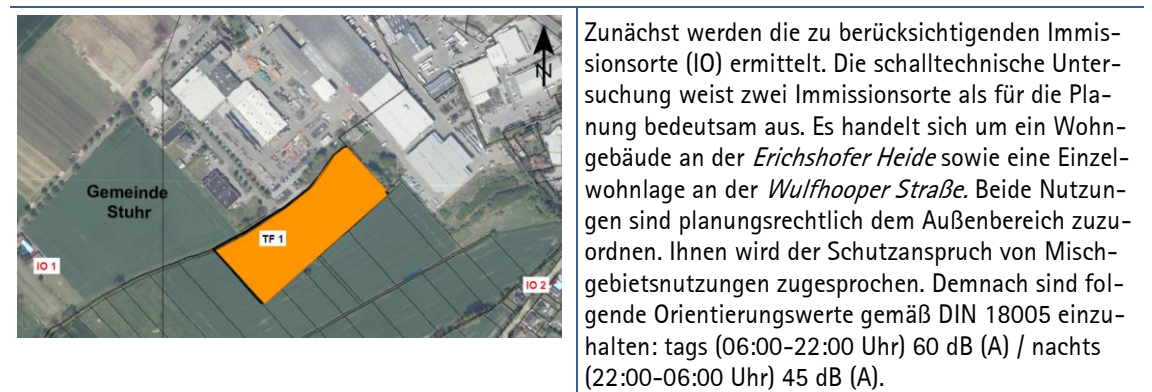 Gemeinde
Stuhr
TF 1
IO 1
IO 2
N
Zunächst werden die zu berücksichtigenden Immis-
sionsorte (IO) ermittelt. Die schalltechnische Unter-
suchung weist zwei Immissionsorte als für die Pla-
nung bedeutsam aus. Es handelt sich um ein Wohn-
gebäude an der Erichshofer Heide sowie eine Einzel-
wohnlage an der Wulfhooper Straße. Beide Nutzun-
gen sind planungsrechtlich dem Außenbereich zuzu-
ordnen. Ihnen wird der Schutzanspruch von Misch-
gebietsnutzungen zugesprochen. Demnach sind fol-
gende Orientierungswerte gemäß DIN 18005 einzu-
halten: tags (06:00-22:00 Uhr) 60 dB (A) / nachts
(22:00-06:00 Uhr) 45 dB (A).